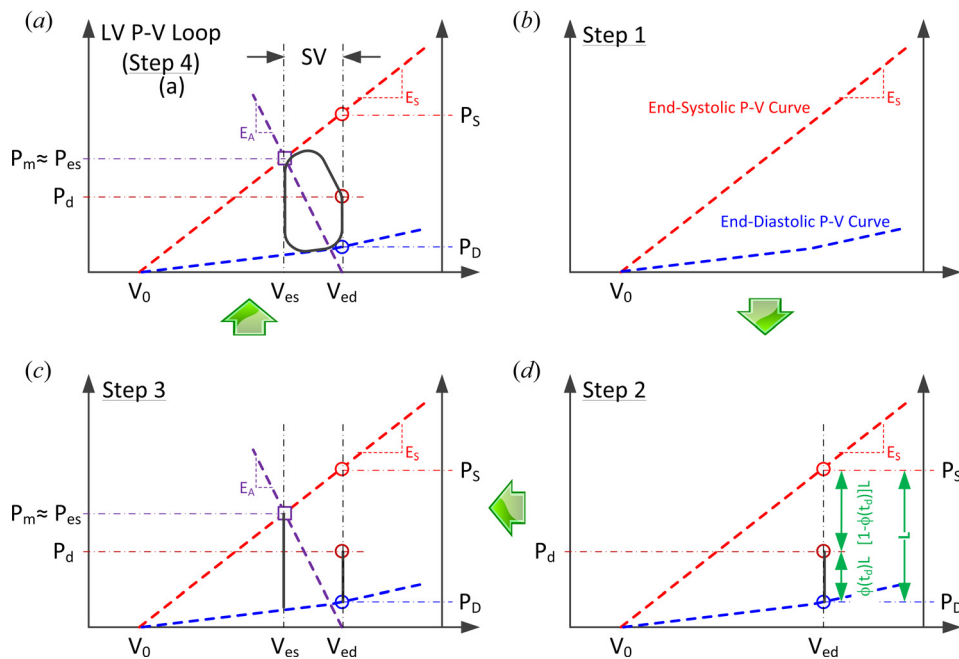 (a)
LV P-V Loop
(Step 4)
(a)
SV
E_S
P_S
E_A
P_m≈ P_es
P_d
P_D
V_0
V_es
V_ed
(b)
Step 1
End-Systolic P-V Curve
E_S
End-Diastolic P-V Curve
V_0
(c)
Step 3
E_S
P_S
E_A
P_m≈ P_es
P_d
P_D
V_0
V_es
V_ed
(d)
Step 2
E_S
P_S
[1-ϕ(t_d)]L
L
P_d
ϕ(t_d)L
P_D
V_0
V_ed